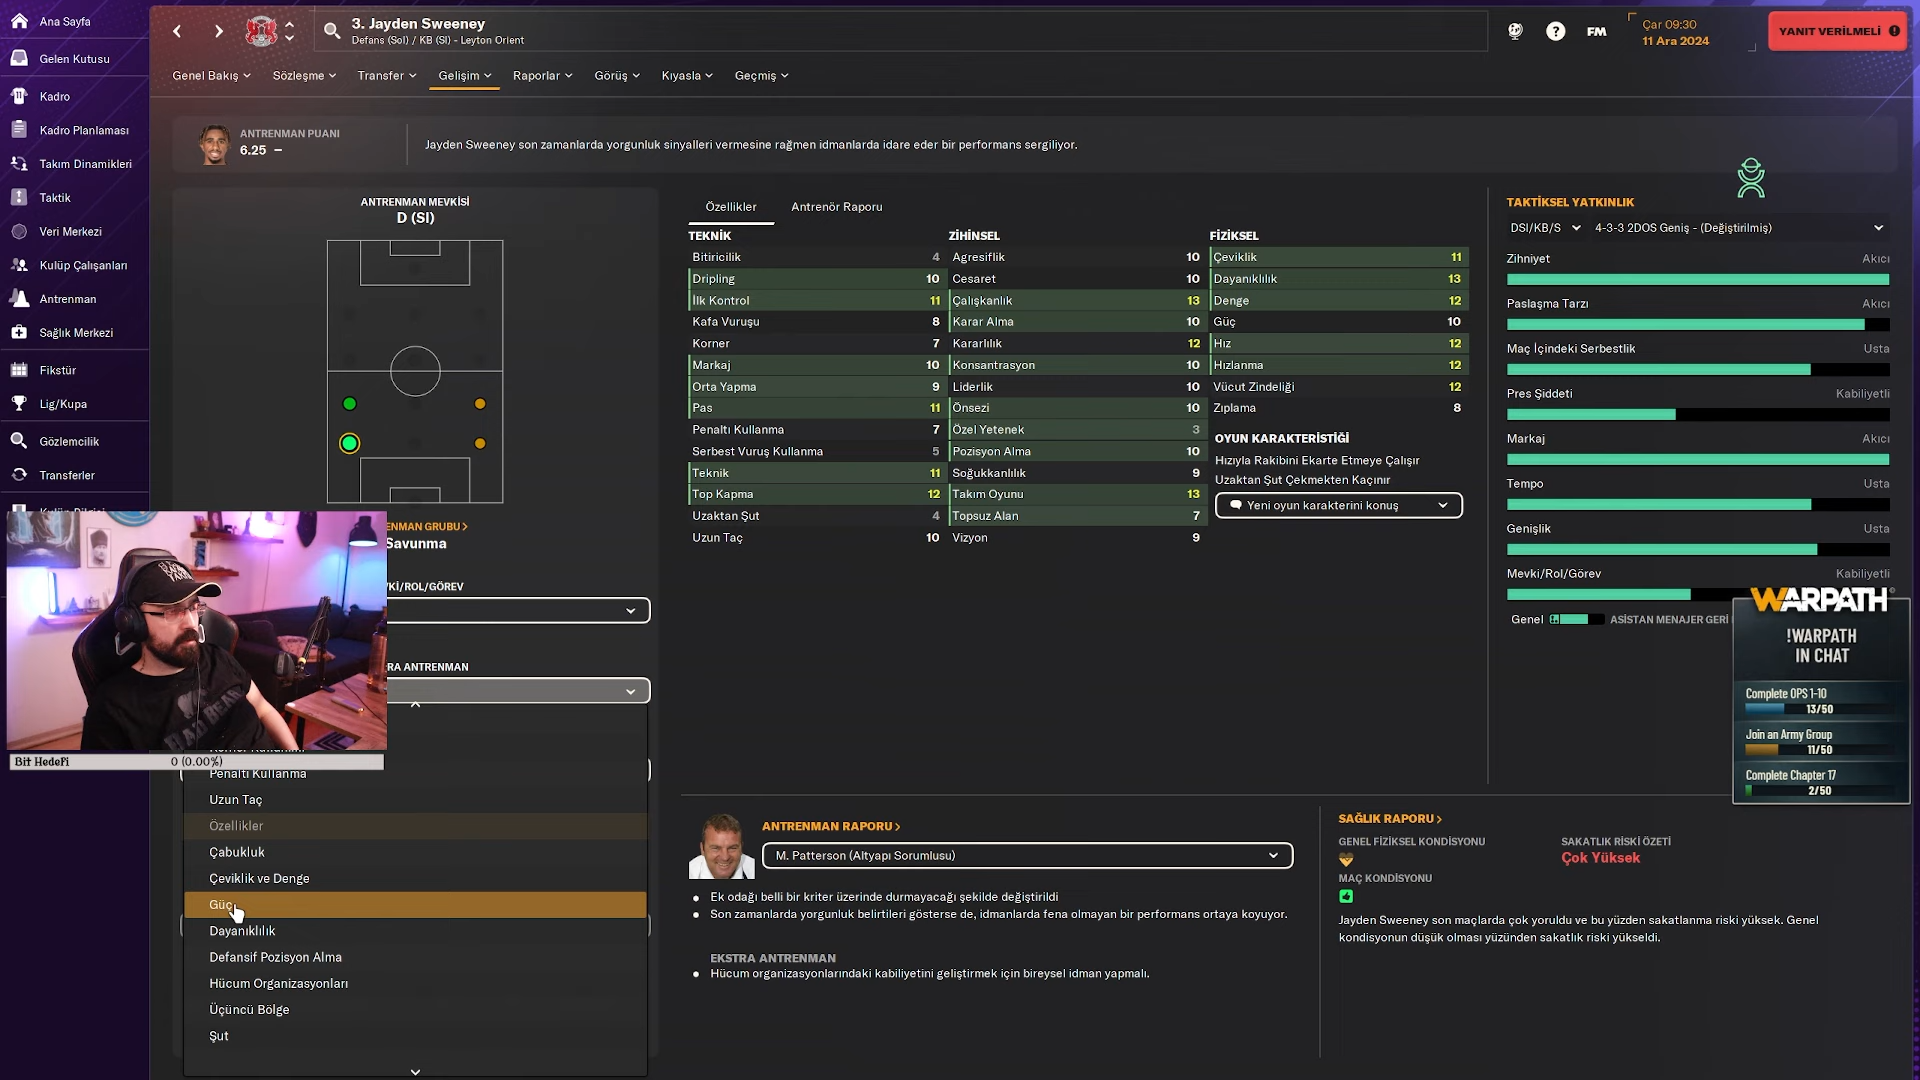 Ana Sayfa
Gelen Kutusu
Kadro
Kadro Planlaması
Takım Dinamikleri
Taktik
Veri Merkezi
Kulüp Çalışanları
Antrenman
Sağlık Merkezi
Fikstür
Lig/Kupa
Gözlemcilik
Transferler
3. Jayden Sweeney
Defans (Sol) / KB (Sl) - Leyton Orient
FM
Çar 09:30
11 Ara 2024
YANIT VERİLMELİ
Genel Bakış
Sözleşme
Transfer
Gelişim
Raporlar
Görüş
Kıyasla
Geçmiş
ANTRENMAN PUANI
6.25 –
Jayden Sweeney son zamanlarda yorgunluk sinyalleri vermesine rağmen idmanlarda idare eder bir performans sergiliyor.
ANTRENMAN MEVKİSİ
D (Sl)
ENMAN GRUBU >
Savunma
Kİ/ROL/GÖREV
RA ANTRENMAN
Penaltı Kullanma
Uzun Taç
Özellikler
Çabukluk
Çeviklik ve Denge
Güç
Dayanıklılık
Defansif Pozisyon Alma
Hücum Organizasyonları
Üçüncü Bölge
Şut
Bit Hedefi 0 (0.00%)
Özellikler
Antrenör Raporu
TEKNİK
Bitiricilik 4
Dripling 10
İlk Kontrol 11
Kafa Vuruşu 8
Korner 7
Markaj 10
Orta Yapma 9
Pas 11
Penaltı Kullanma 7
Serbest Vuruş Kullanma 5
Teknik 11
Top Kapma 12
Uzaktan Şut 4
Uzun Taç 10
ZİHİNSEL
Agresiflik 10
Cesaret 10
Çalışkanlık 13
Karar Alma 10
Kararlılık 12
Konsantrasyon 10
Liderlik 10
Önsezi 10
Özel Yetenek 3
Pozisyon Alma 10
Soğukkanlılık 9
Takım Oyunu 13
Topsuz Alan 7
Vizyon 9
FİZİKSEL
Çeviklik 11
Dayanıklılık 13
Denge 12
Güç 10
Hız 12
Hızlanma 12
Vücut Zindeliği 12
Zıplama 8
OYUN KARAKTERİSTİĞİ
Hızıyla Rakibini Ekarte Etmeye Çalışır
Uzaktan Şut Çekmekten Kaçınır
Yeni oyun karakterini konuş
TAKTİKSEL YATKINLIK
DSI/KB/S
4-3-3 2DOS Geniş - (Değiştirilmiş)
Zihniyet Akıcı
Paslaşma Tarzı Akıcı
Maç İçindeki Serbestlik Usta
Pres Şiddeti Kabiliyetli
Markaj Akıcı
Tempo Usta
Genişlik Usta
Mevki/Rol/Görev Kabiliyetli
Genel
ASİSTAN MENAJER GERİ
WARPATH
!WARPATH
IN CHAT
Complete OPS 1-10
13/50
Join an Army Group
11/50
Complete Chapter 17
2/50
ANTRENMAN RAPORU >
M. Patterson (Altyapı Sorumlusu)
Ek odağı belli bir kriter üzerinde durmayacağı şekilde değiştirildi
Son zamanlarda yorgunluk belirtileri gösterse de, idmanlarda fena olmayan bir performans ortaya koyuyor.
EKSTRA ANTRENMAN
Hücum organizasyonlarındaki kabiliyetini geliştirmek için bireysel idman yapmalı.
SAĞLIK RAPORU >
GENEL FİZİKSEL KONDİSYONU
MAÇ KONDİSYONU
SAKATLIK RİSKİ ÖZETİ
Çok Yüksek
Jayden Sweeney son maçlarda çok yoruldu ve bu yüzden sakatlanma riski yüksek. Genel
kondisyonun düşük olması yüzünden sakatlık riski yükseldi.